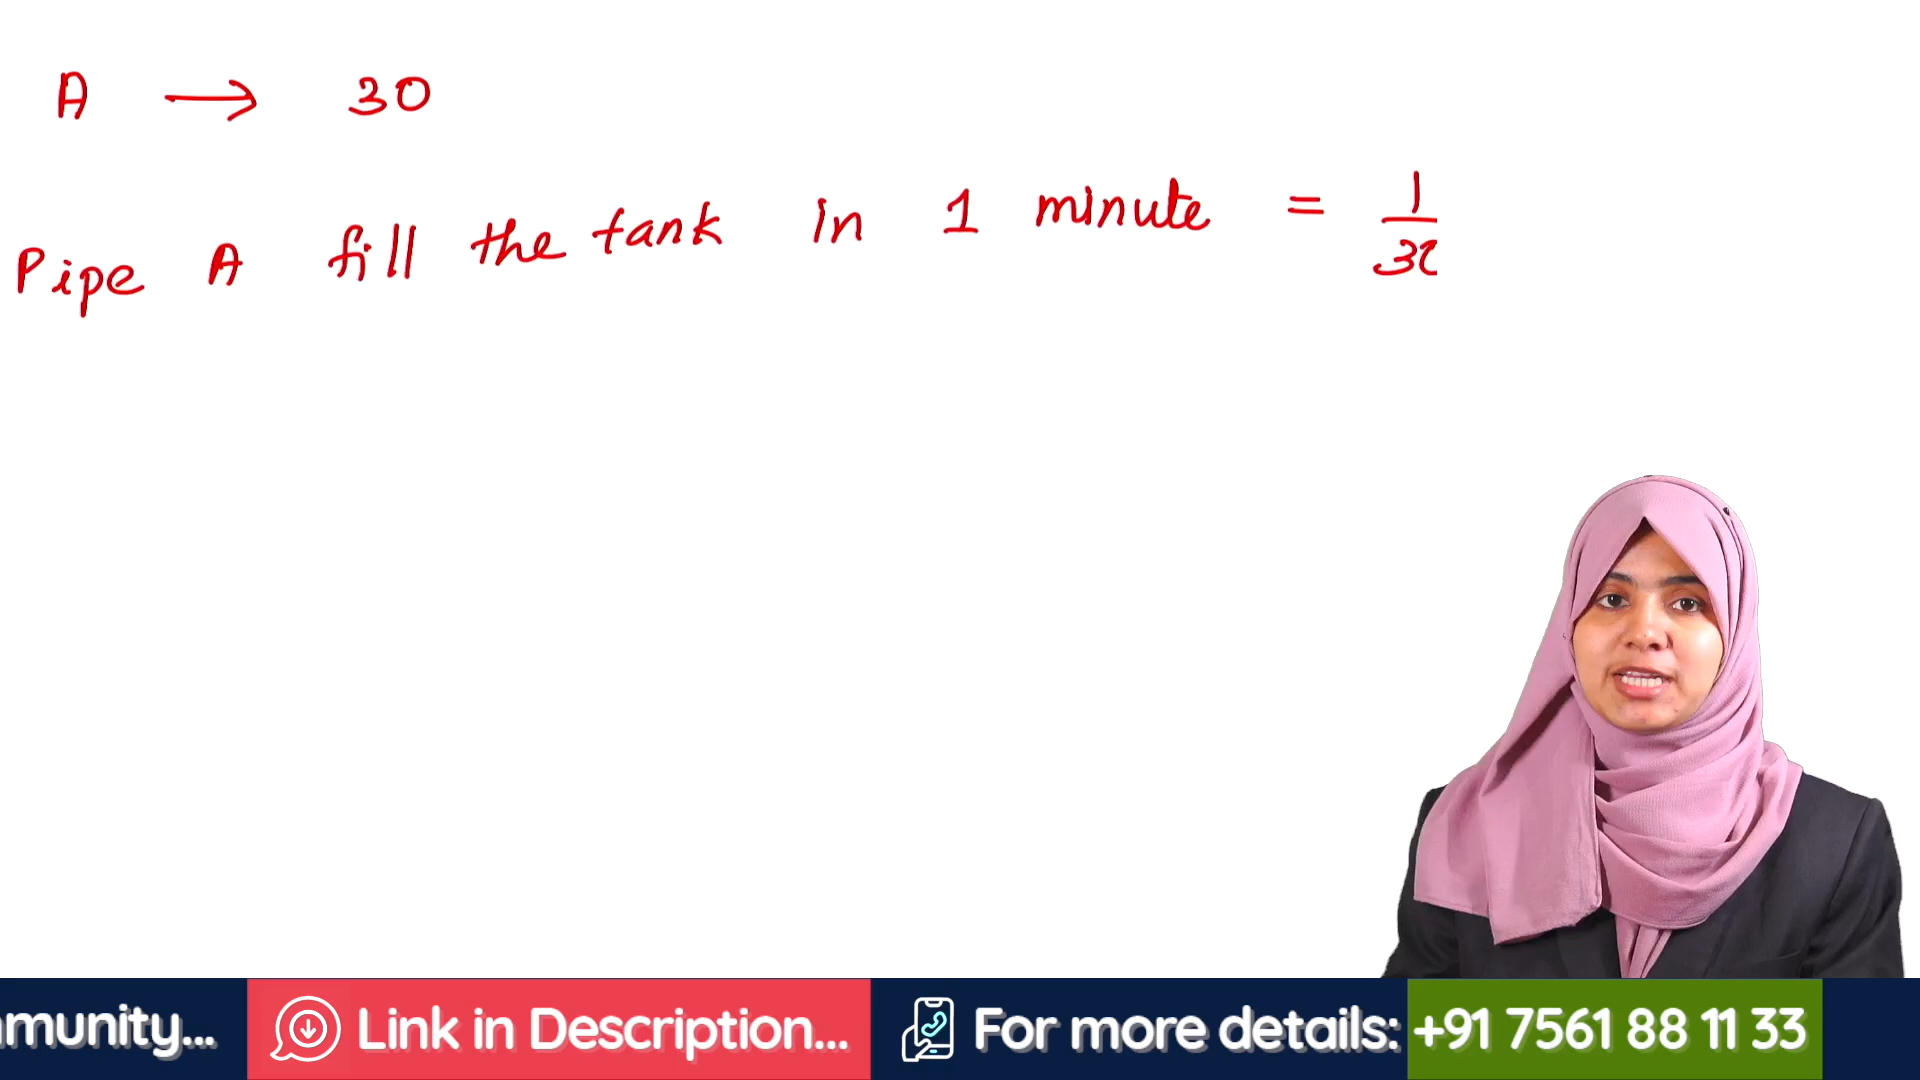 A → 30
Pipe A fill the tank in 1 minute = 1/30
mmunity... Link in Description... For more details: +91 7561 88 11 33